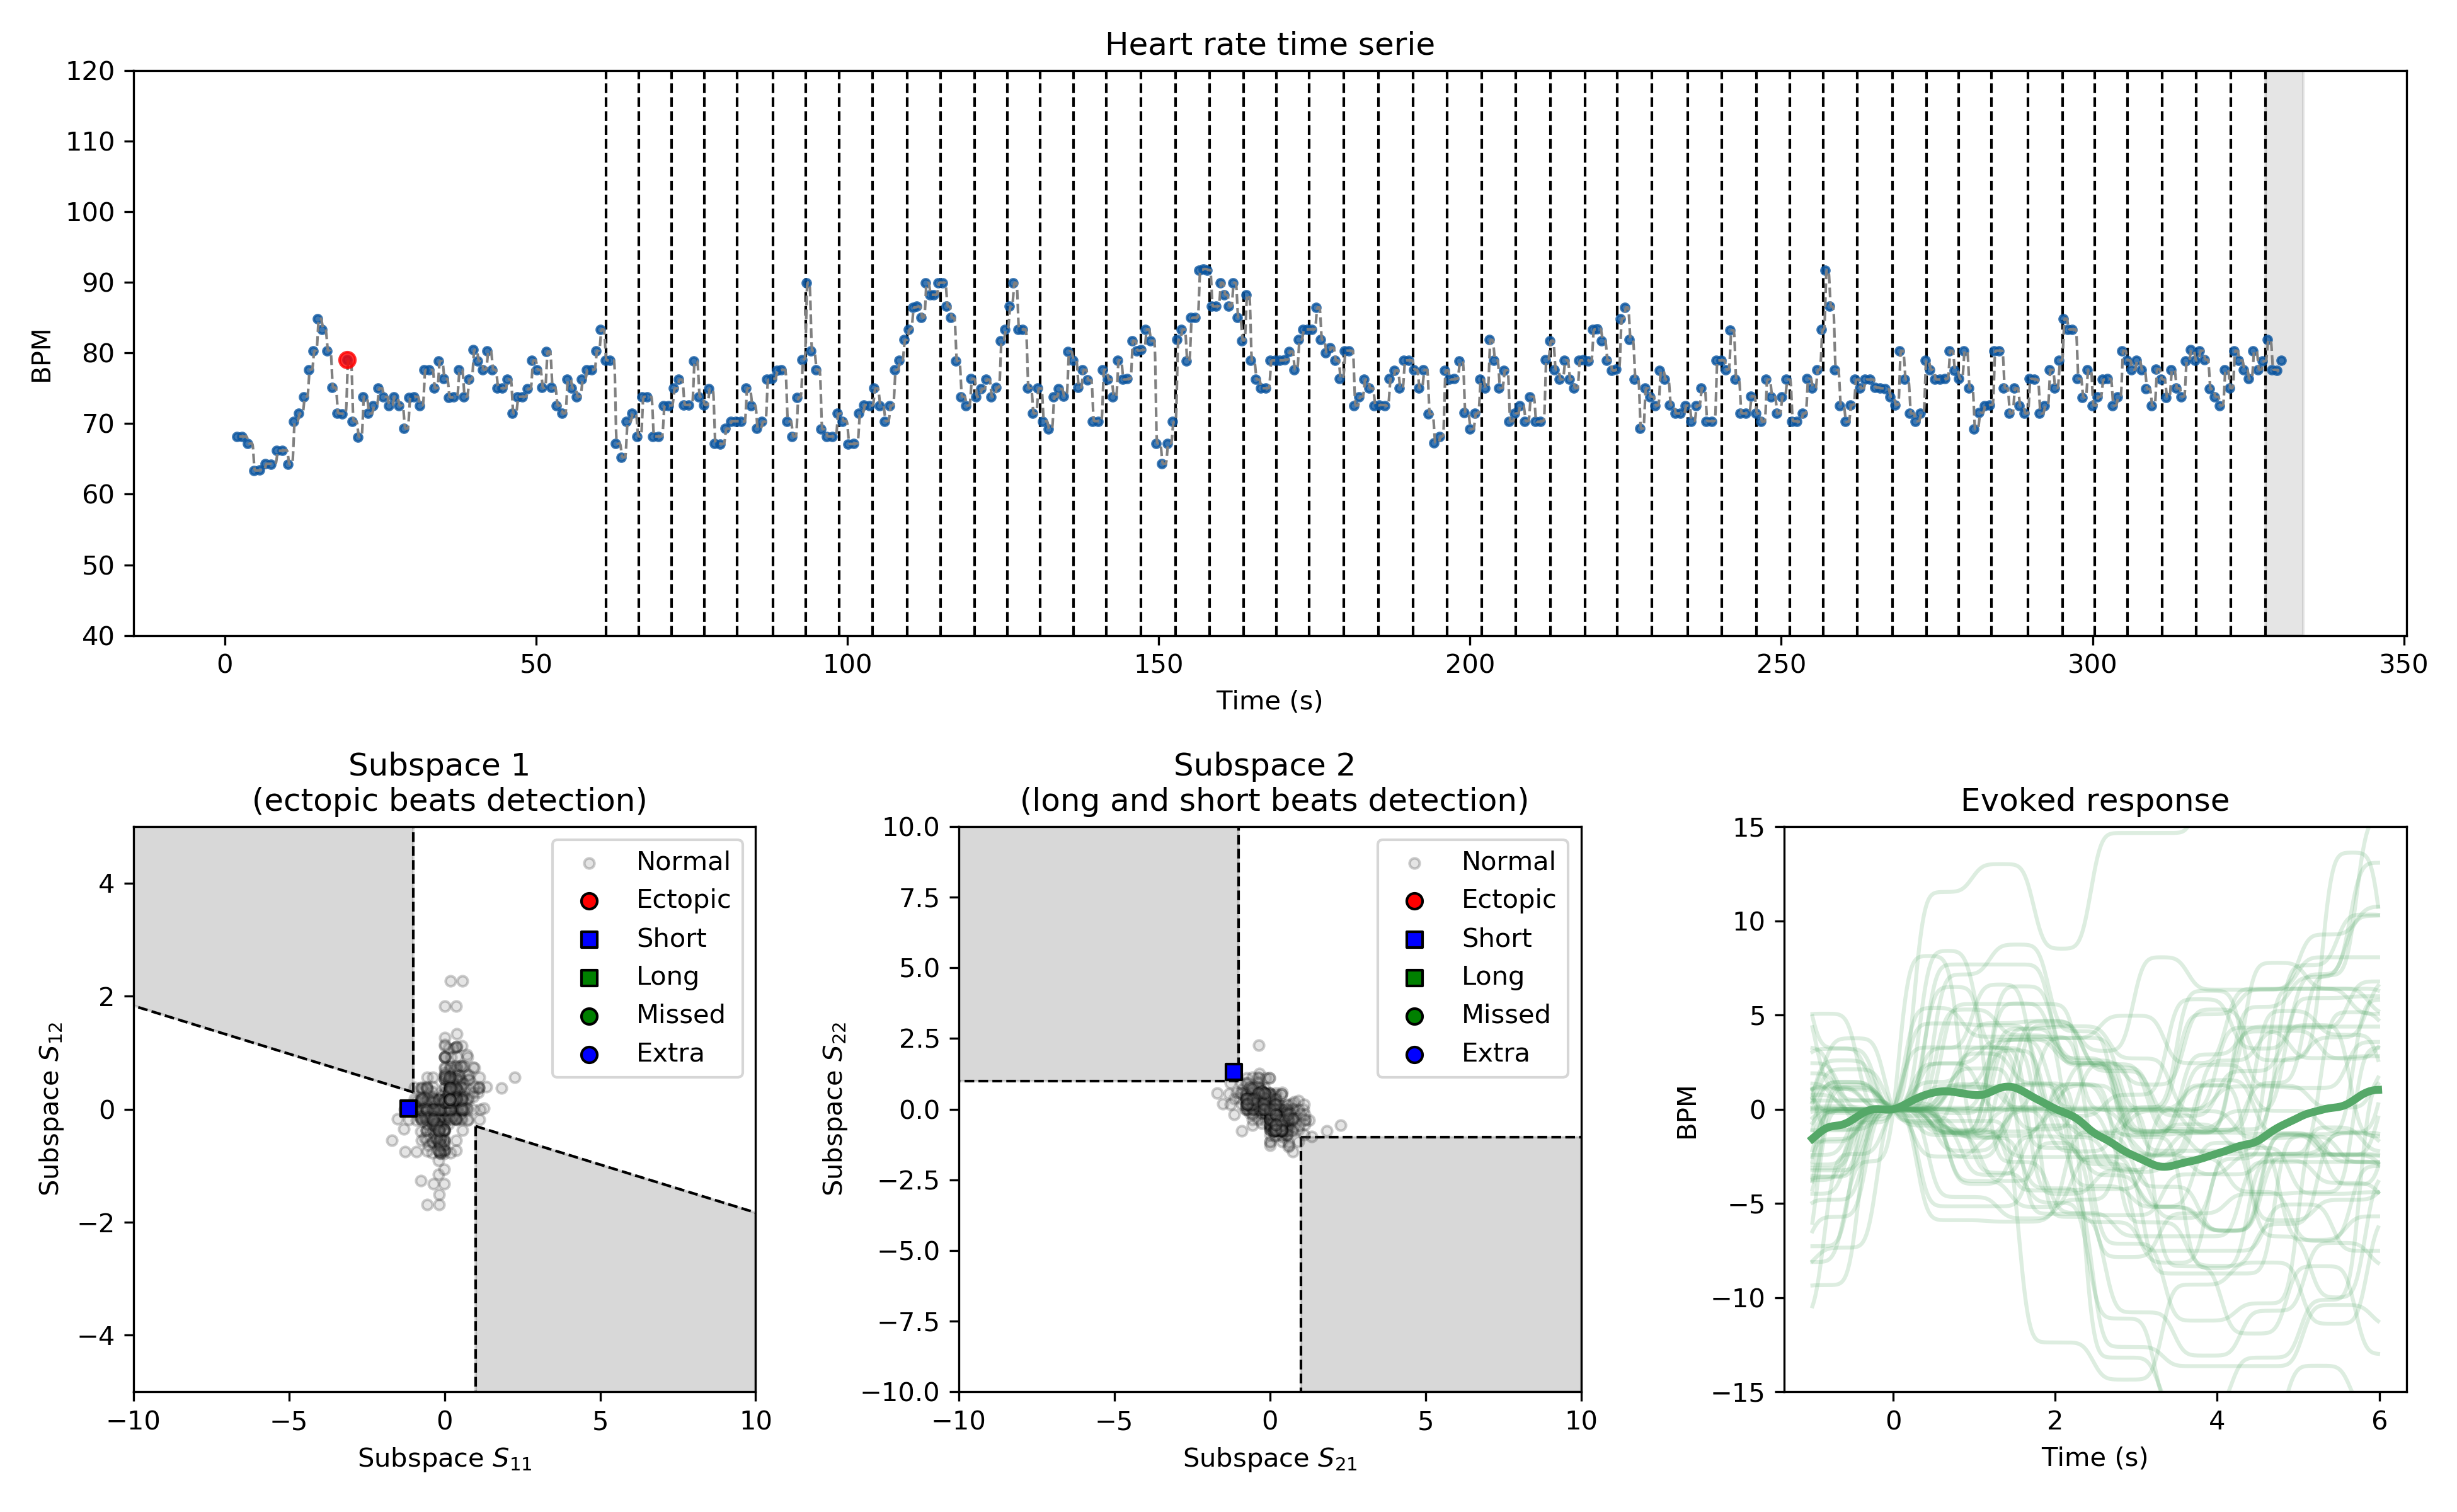 Heart rate time serie
120
110
100
90
80
70
60
50
40
BPM
0 50 100 150 200 250 300 350
Time (s)
Subspace 1
(ectopic beats detection)
4
2
0
−2
−4
Subspace S₁₂
Normal
Ectopic
Short
Long
Missed
Extra
−10 −5 0 5 10
Subspace S₁₁
Subspace 2
(long and short beats detection)
10.0
7.5
5.0
2.5
0.0
−2.5
−5.0
−7.5
−10.0
Subspace S₂₂
Normal
Ectopic
Short
Long
Missed
Extra
−10 −5 0 5 10
Subspace S₂₁
Evoked response
15
10
5
0
−5
−10
−15
BPM
0 2 4 6
Time (s)